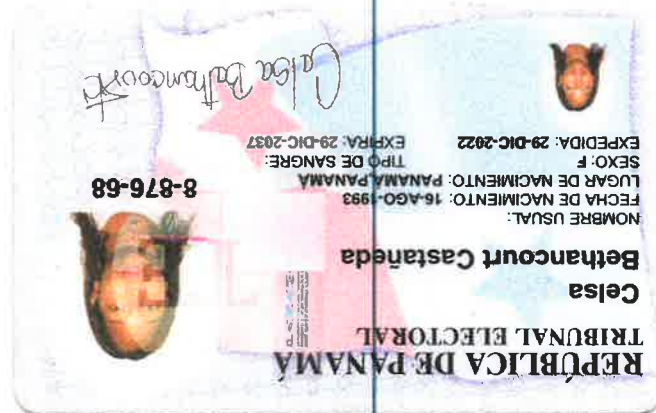 REPÚBLICA DE PANAMÁ
TRIBUNAL ELECTORAL
Celsa
Bethancourt Castañeda
NOMBRE USUAL:
FECHA DE NACIMIENTO: 16-AGO-1993
LUGAR DE NACIMIENTO: PANAMÁ, PANAMÁ
SEXO: F
TIPO DE SANGRE:
EXPEDIDA: 29-DIC-2022
EXPIRA: 29-DIC-2037
8-876-68
Celsa Bethancourt